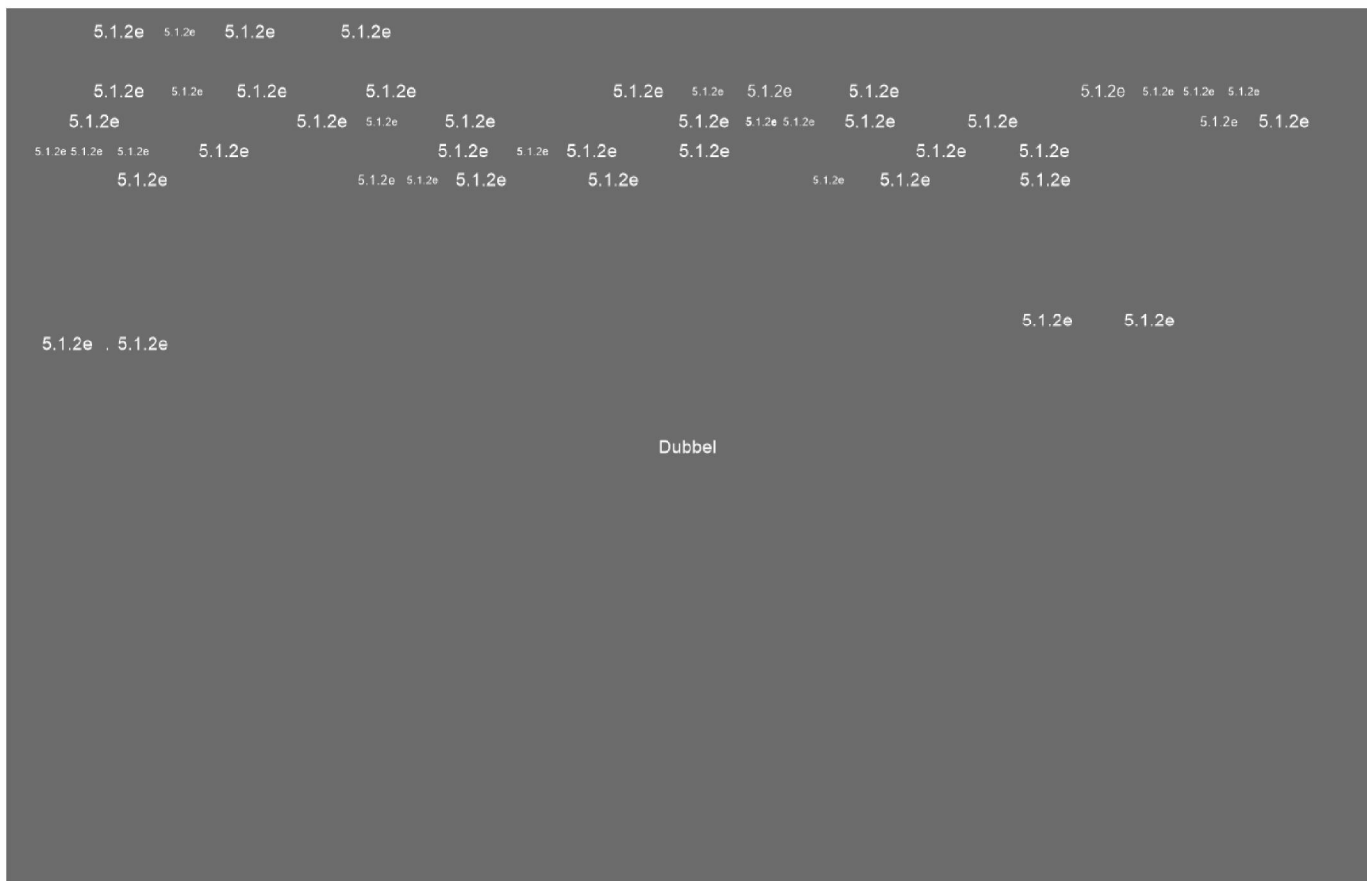 5.1.2e 5.1.2e 5.1.2e 5.1.2e
5.1.2e 5.1.2e 5.1.2e 5.1.2e 5.1.2e 5.1.2e 5.1.2e 5.1.2e 5.1.2e 5.1.2e 5.1.2e 5.1.2e
5.1.2e 5.1.2e 5.1.2e 5.1.2e 5.1.2e 5.1.2e 5.1.2e 5.1.2e 5.1.2e 5.1.2e 5.1.2e
5.1.2e 5.1.2e 5.1.2e 5.1.2e 5.1.2e 5.1.2e 5.1.2e 5.1.2e 5.1.2e 5.1.2e
5.1.2e 5.1.2e 5.1.2e 5.1.2e 5.1.2e 5.1.2e 5.1.2e 5.1.2e
5.1.2e 5.1.2e
5.1.2e . 5.1.2e
Dubbel